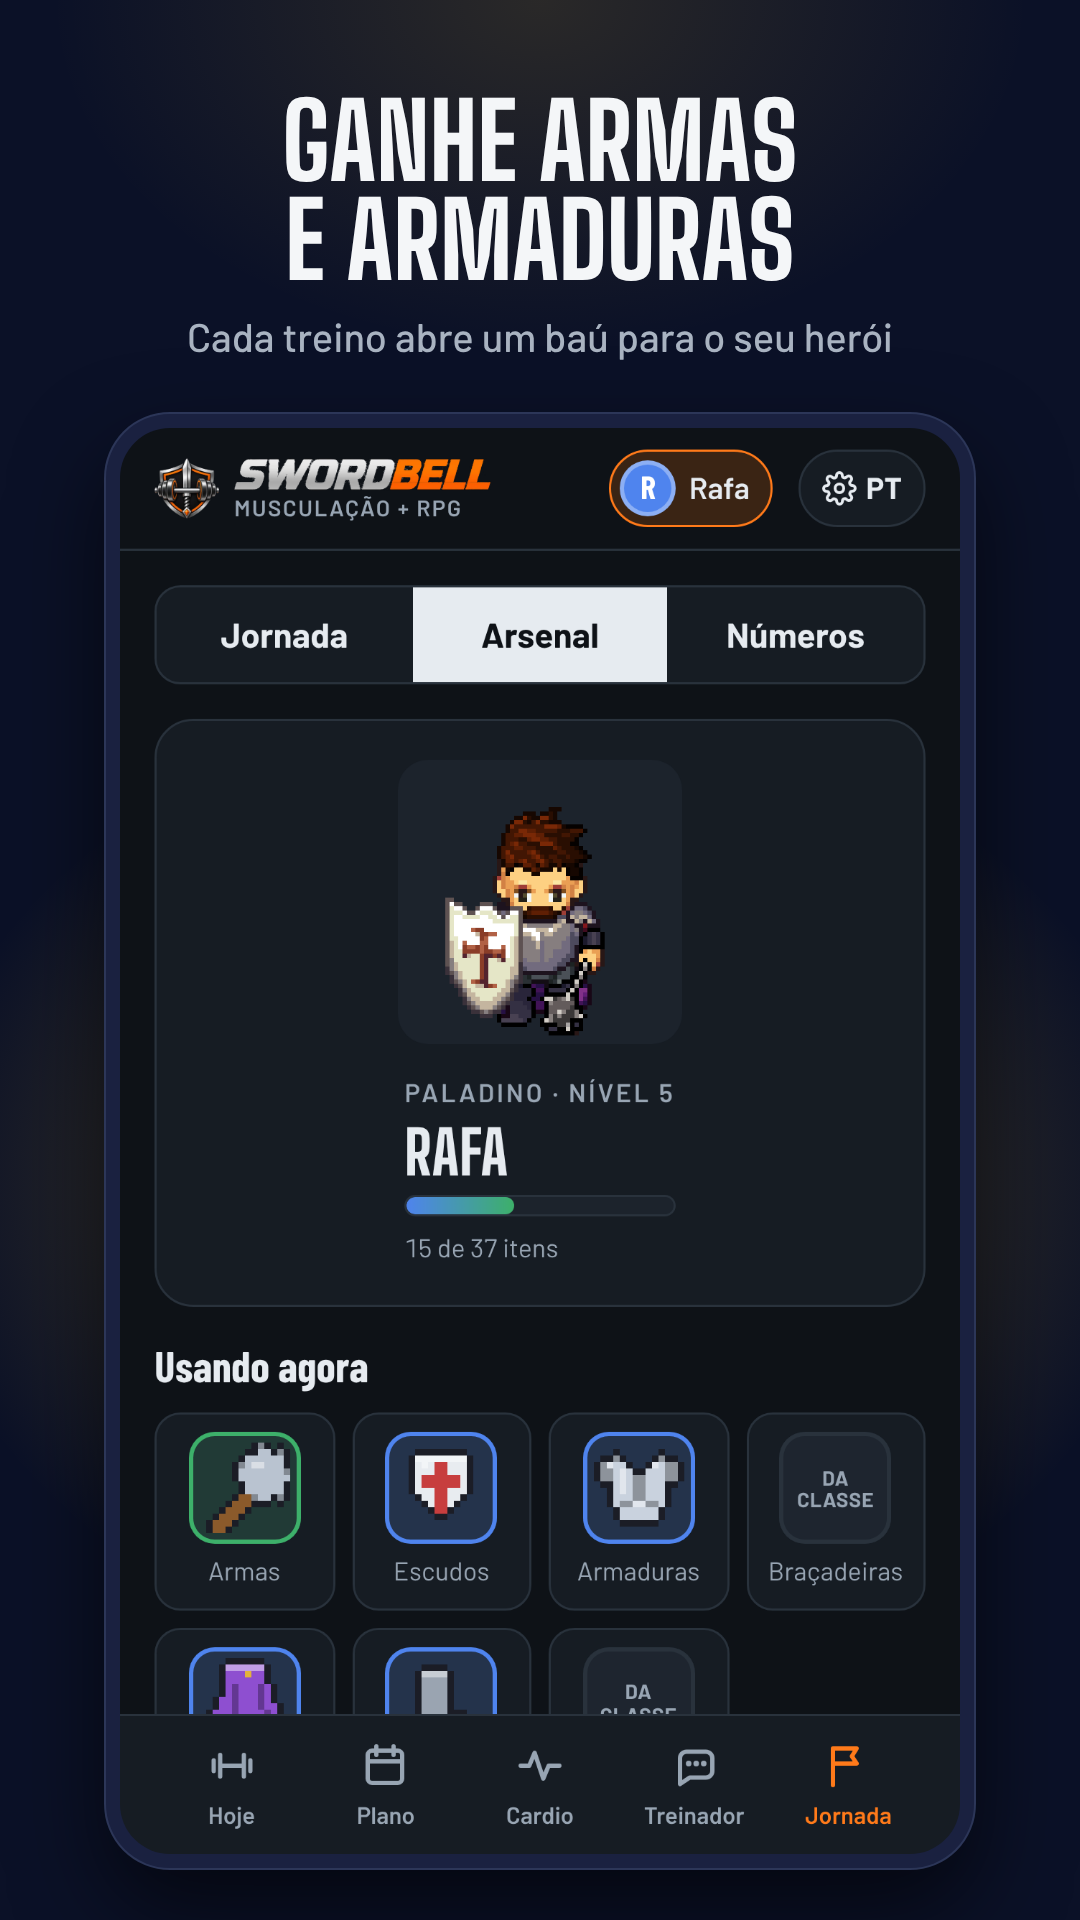 GANHE ARMAS
E ARMADURAS
Cada treino abre um baú para o seu herói
SWORDBELL
MUSCULAÇÃO + RPG
R Rafa
PT
Jornada Arsenal Números
PALADINO · NÍVEL 5
RAFA
15 de 37 itens
Usando agora
DA
CLASSE
Armas Escudos Armaduras Braçadeiras
DA
CLASSE
Hoje Plano Cardio Treinador Jornada